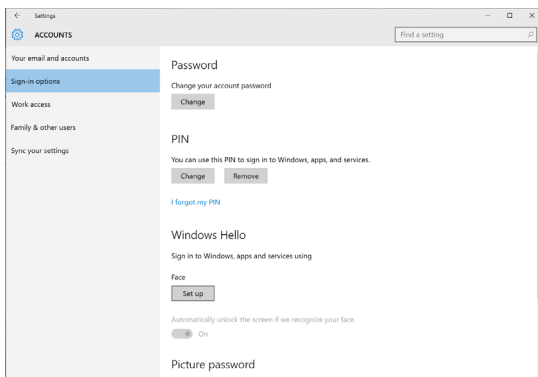 Settings
ACCOUNTS
Find a setting
Your email and accounts
Sign-in options
Work access
Family & other users
Sync your settings
Password
Change your account password
Change
PIN
You can use this PIN to sign in to Windows, apps, and services.
Change Remove
I forgot my PIN
Windows Hello
Sign in to Windows, apps and services using
Face
Set up
Automatically unlock the screen if we recognize your face
On
Picture password